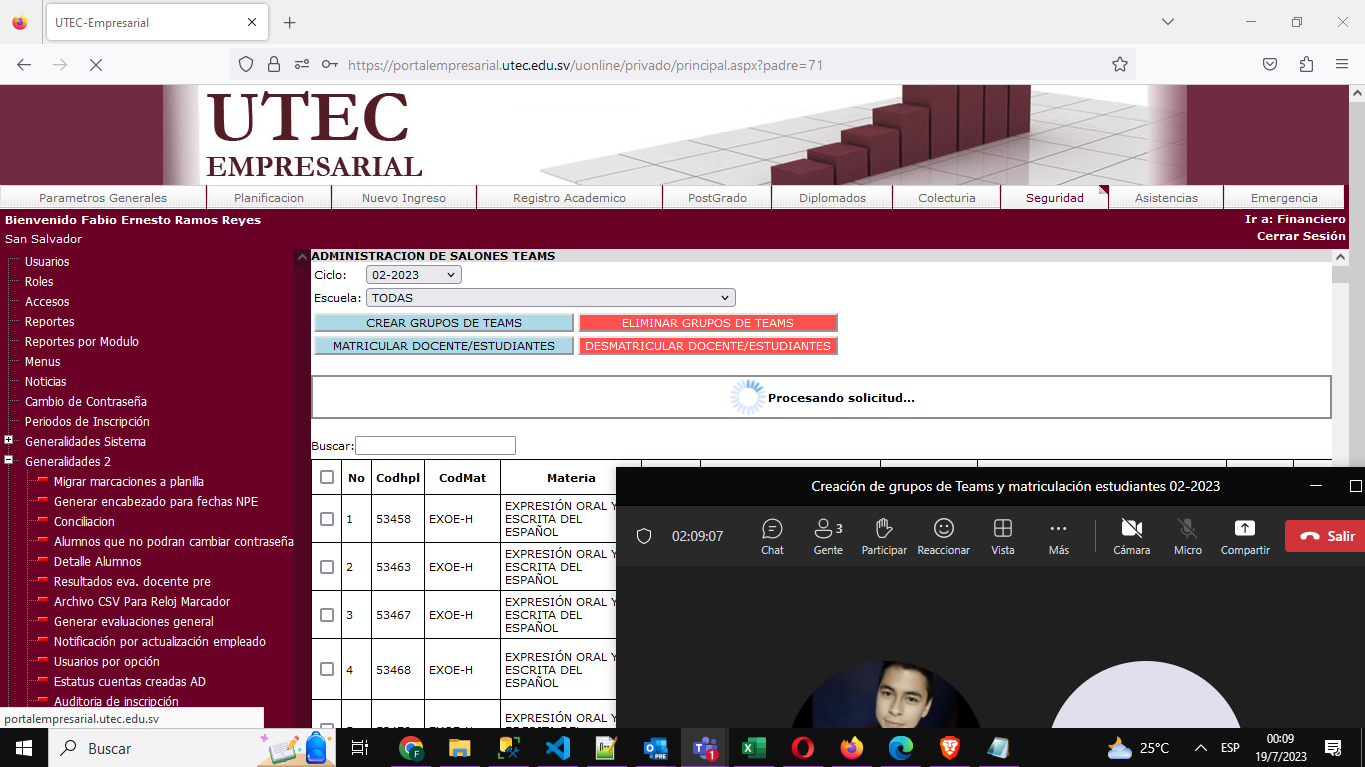 UTEC-Empresarial
https://portalempresarial.utec.edu.sv/uonline/privado/principal.aspx?padre=71
UTEC
EMPRESARIAL
Parametros Generales Planificacion Nuevo Ingreso Registro Academico PostGrado Diplomados Colecturia Seguridad Asistencias Emergencia
Bienvenido Fabio Ernesto Ramos Reyes Ir a: Financiero
San Salvador Cerrar Sesión
Usuarios
Roles
Accesos
Reportes
Reportes por Modulo
Menus
Noticias
Cambio de Contraseña
Periodos de Inscripción
Generalidades Sistema
Generalidades 2
Migrar marcaciones a planilla
Generar encabezado para fechas NPE
Conciliacion
Alumnos que no podran cambiar contraseña
Detalle Alumnos
Resultados eva. docente pre
Archivo CSV Para Reloj Marcador
Generar evaluaciones general
Notificación por actualización empleado
Usuarios por opción
Estatus cuentas creadas AD
Auditoria de inscripción
portalempresarial.utec.edu.sv
ADMINISTRACION DE SALONES TEAMS
Ciclo: 02-2023
Escuela: TODAS
CREAR GRUPOS DE TEAMS ELIMINAR GRUPOS DE TEAMS
MATRICULAR DOCENTE/ESTUDIANTES DESMATRICULAR DOCENTE/ESTUDIANTES
Procesando solicitud...
Buscar:
No Codhpl CodMat Materia
1 53458 EXOE-H EXPRESIÓN ORAL Y
ESCRITA DEL
ESPAÑOL
2 53463 EXOE-H EXPRESIÓN ORAL Y
ESCRITA DEL
ESPAÑOL
3 53467 EXOE-H EXPRESIÓN ORAL Y
ESCRITA DEL
ESPAÑOL
4 53468 EXOE-H EXPRESIÓN ORAL Y
ESCRITA DEL
ESPAÑOL
EXPRESIÓN ORAL Y
Creación de grupos de Teams y matriculación estudiantes 02-2023
02:09:07
3
Chat Gente Participar Reaccionar Vista Más Cámara Micro Compartir Salir
Buscar
PRE
1
25°C
ESP
00:09
19/7/2023